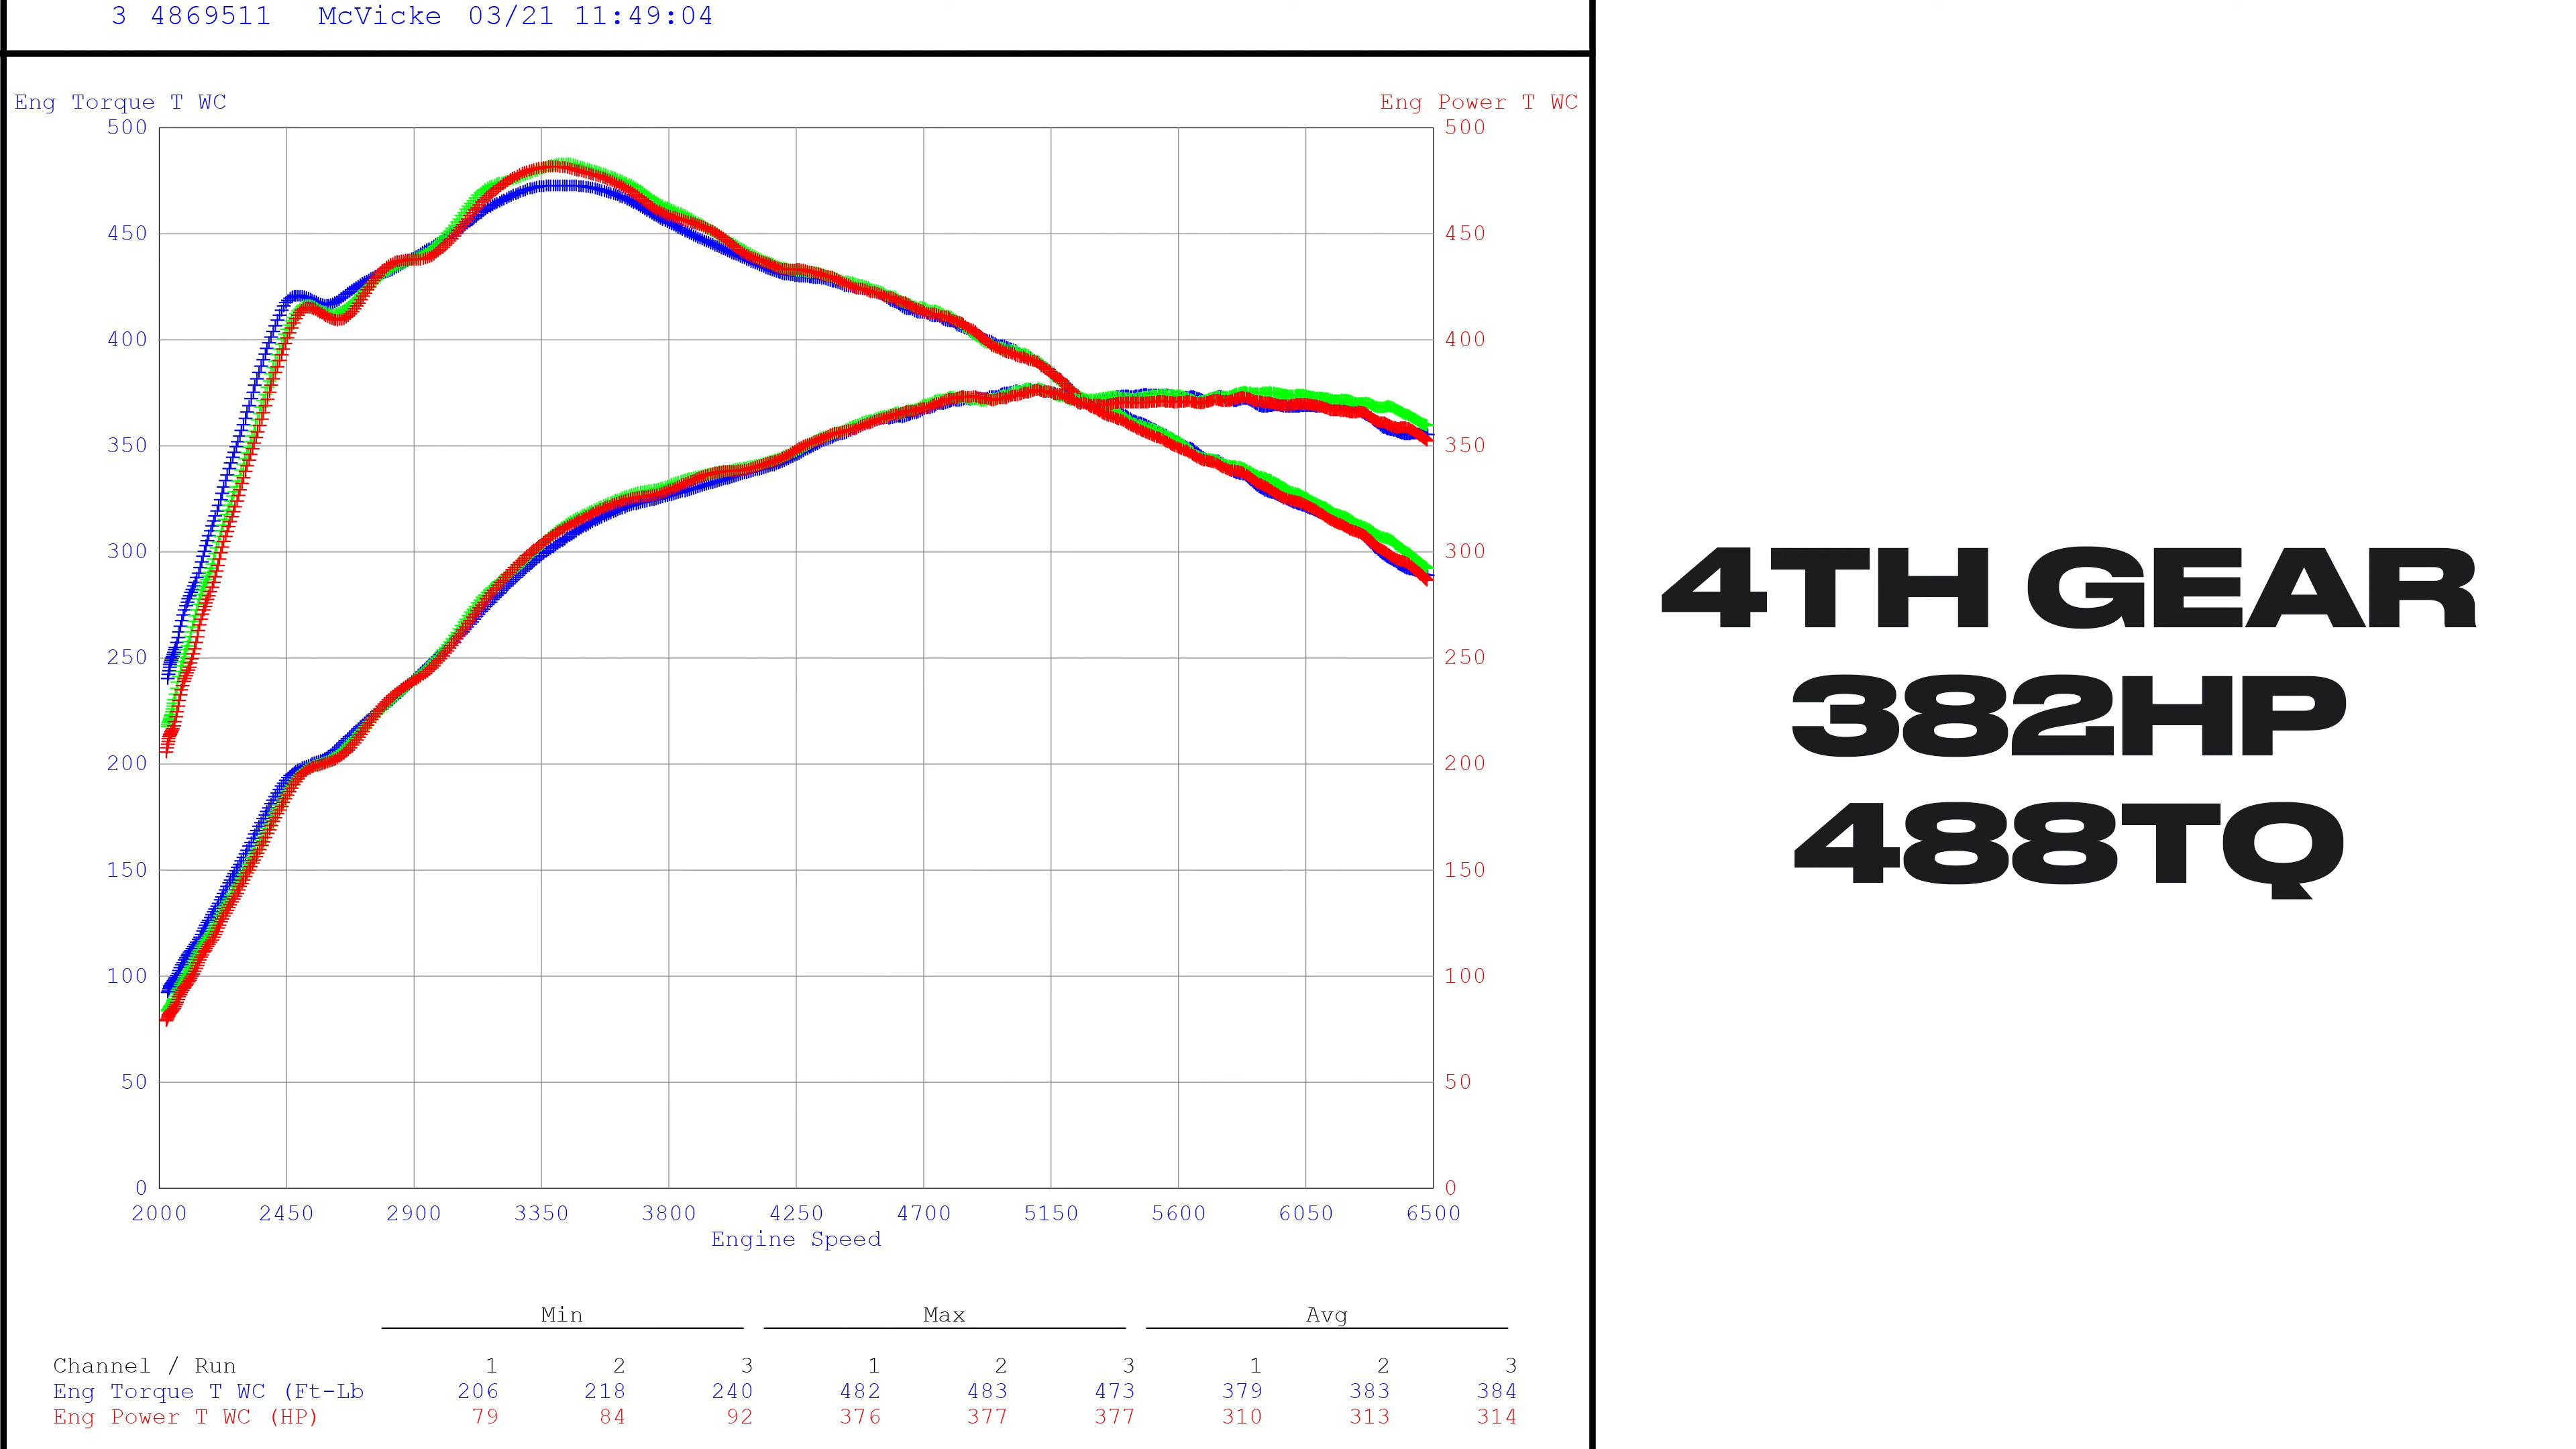 3 4869511 McVicke 03/21 11:49:04
Eng Torque T WC
Eng Power T WC
500
450
400
350
300
250
200
150
100
50
0
500
450
400
350
300
250
200
150
100
50
0
2000 2450 2900 3350 3800 4250 4700 5150 5600 6050 6500
Engine Speed
Min Max Avg
Channel / Run 1 2 3 1 2 3 1 2 3
Eng Torque T WC (Ft-Lb 206 218 240 482 483 473 379 383 384
Eng Power T WC (HP) 79 84 92 376 377 377 310 313 314
4TH GEAR
382HP
488TQ